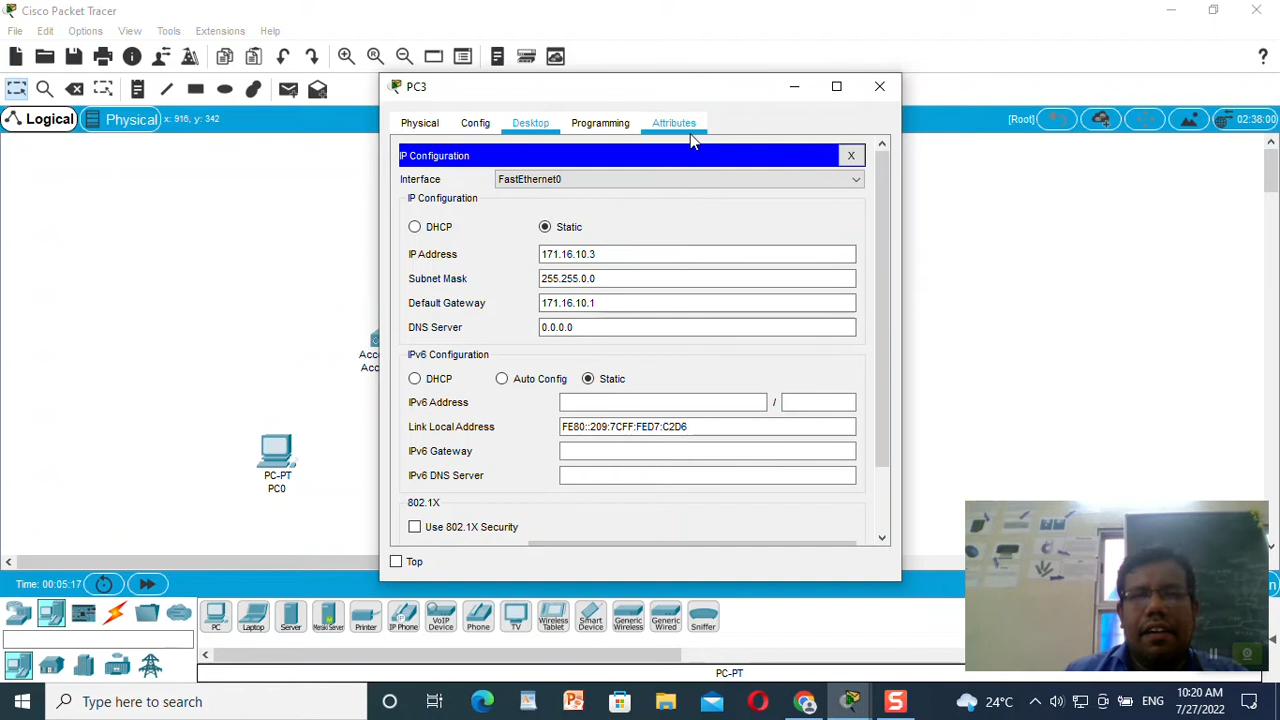 Cisco Packet Tracer
File Edit Options View Tools Extensions Help
Logical Physical x: 916, y: 342 [Root] 02:38:00
PC3
Physical Config Desktop Programming Attributes
IP Configuration X
Interface FastEthernet0
IP Configuration
DHCP Static
IP Address 171.16.10.3
Subnet Mask 255.255.0.0
Default Gateway 171.16.10.1
DNS Server 0.0.0.0
IPv6 Configuration
DHCP Auto Config Static
IPv6 Address /
Link Local Address FE80::209:7CFF:FED7:C2D6
IPv6 Gateway
IPv6 DNS Server
802.1X
Use 802.1X Security
Top
Acc
Acc
PC-PT
PC0
Time: 00:05:17
PC Laptop Server Meraki Server Printer IP Phone VoIP Device Phone TV Wireless Tablet Smart Device Generic Wireless Generic Wired Sniffer
PC-PT
Type here to search
24°C ENG 10:20 AM
7/27/2022